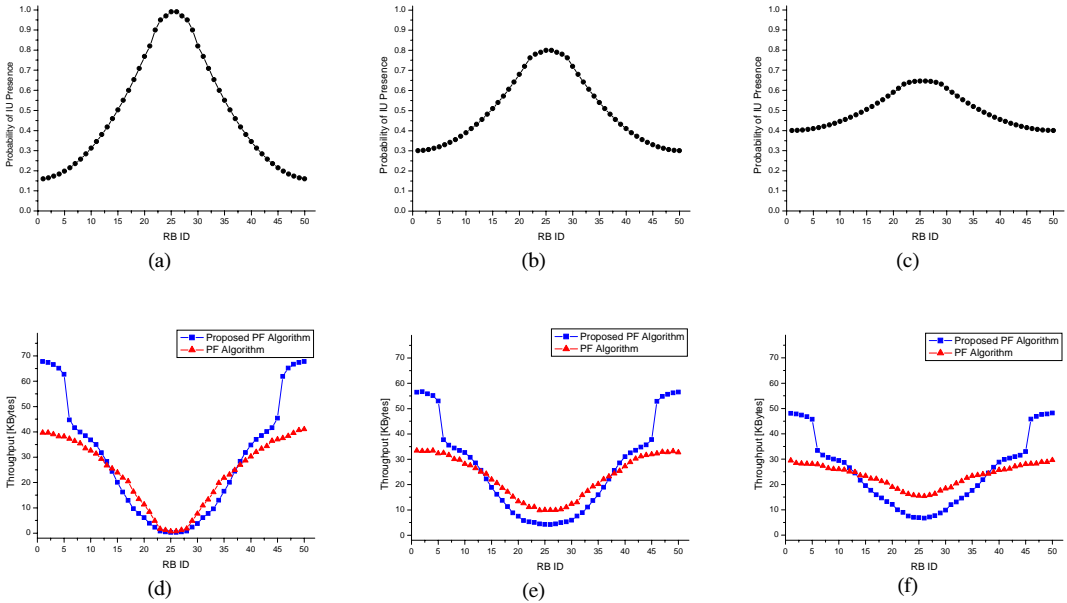 Probability of IU Presence
1.0
0.9
0.8
0.7
0.6
0.5
0.4
0.3
0.2
0.1
0.0
0 5 10 15 20 25 30 35 40 45 50
RB ID
(a)
Probability of IU Presence
1.0
0.9
0.8
0.7
0.6
0.5
0.4
0.3
0.2
0.1
0.0
0 5 10 15 20 25 30 35 40 45 50
RB ID
(b)
Probability of IU Presence
1.0
0.9
0.8
0.7
0.6
0.5
0.4
0.3
0.2
0.1
0.0
0 5 10 15 20 25 30 35 40 45 50
RB ID
(c)
Proposed PF Algorithm
PF Algorithm
Throughput [KBytes]
70
60
50
40
30
20
10
0
0 5 10 15 20 25 30 35 40 45 50
RB ID
(d)
Proposed PF Algorithm
PF Algorithm
Throughput [KBytes]
70
60
50
40
30
20
10
0
0 5 10 15 20 25 30 35 40 45 50
RB ID
(e)
Proposed PF Algorithm
PF Algorithm
Throughput [KBytes]
70
60
50
40
30
20
10
0
0 5 10 15 20 25 30 35 40 45 50
RB ID
(f)